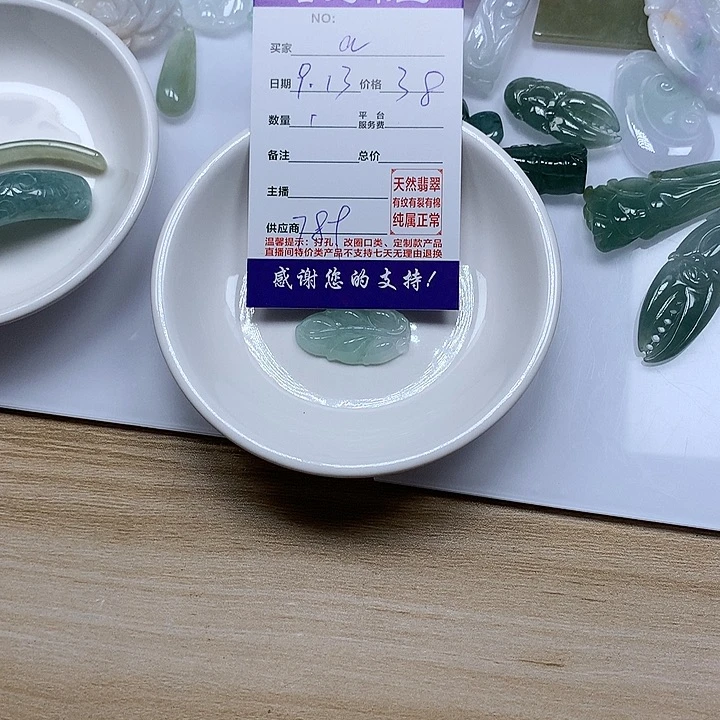 NO:
买家 a
日期 9.13 价格 38
数量 1 平台服务费
备注 总价
主播
天然翡翠
有纹有裂有棉
纯属正常
供应商 789
温馨提示：打孔、改圈口类、定制款产品
直播间特价类产品不支持七天无理由退换
感谢您的支持！